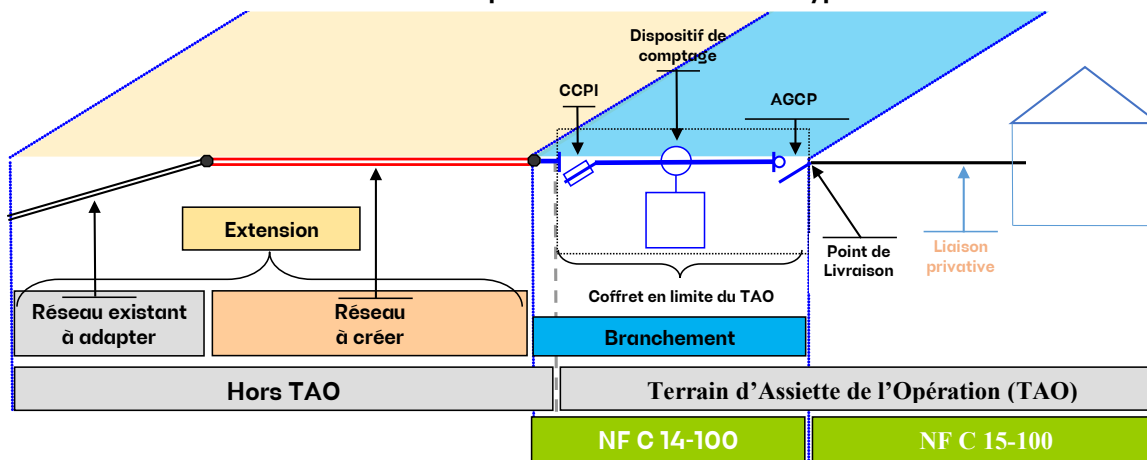 Dispositif de
comptage
CCPI
AGCP
Extension
Point de
Livraison
Liaison
privative
Coffret en limite du TAO
Réseau existant
à adapter
Réseau
à créer
Branchement
Hors TAO
Terrain d’Assiette de l’Opération (TAO)
NF C 14-100
NF C 15-100